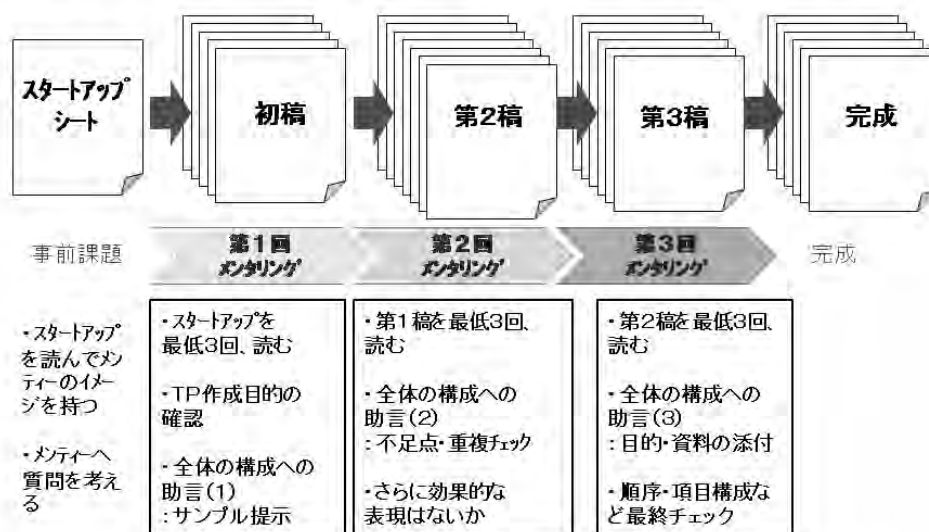 スタートアップ
シート
初稿
第2稿
第3稿
完成
事前課題
第1回
メンタリング
第2回
メンタリング
第3回
メンタリング
完成
・スタートアップ
を読んでメン
ティーのイメー
ジを持つ
・メンティーへ
質問を考え
る
・スタートアップを
最低3回、読む
・TP作成目的の
確認
・全体の構成への
助言(1)
:サンプル提示
・第1稿を最低3回、
読む
・全体の構成への
助言(2)
:不足点・重複チェック
・さらに効果的な
表現はないか
・第2稿を最低3回、
読む
・全体の構成への
助言(3)
:目的・資料の添付
・順序・項目構成な
ど最終チェック